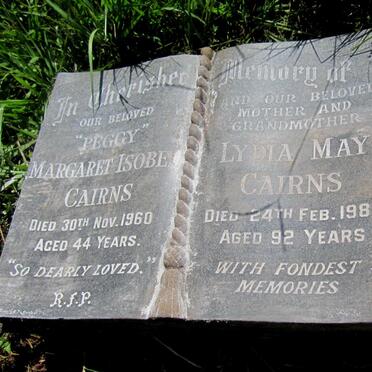 In Cherished Memory of
OUR BELOVED
"PEGGY"
MARGARET ISOBEL
CAIRNS
DIED 30TH NOV. 1960
AGED 44 YEARS.
"SO DEARLY LOVED."
R.I.P.
AND OUR BELOVED
MOTHER AND
GRANDMOTHER
LYDIA MAY
CAIRNS
DIED 24TH FEB. 198
AGED 92 YEARS
WITH FONDEST
MEMORIES